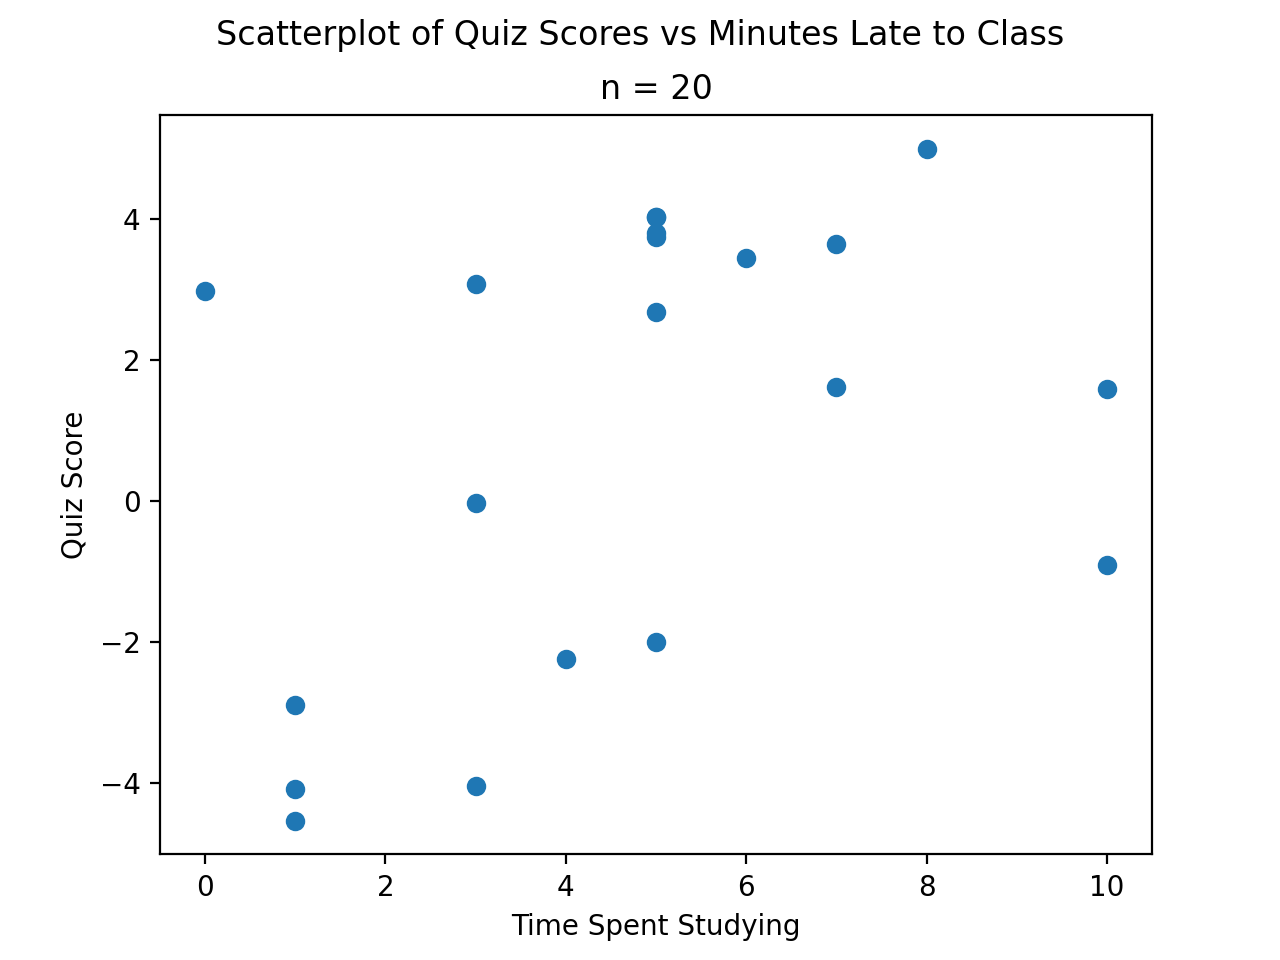 Scatterplot of Quiz Scores vs Minutes Late to Class
n = 20
4
2
0
−2
−4
Quiz Score
0 2 4 6 8 10
Time Spent Studying